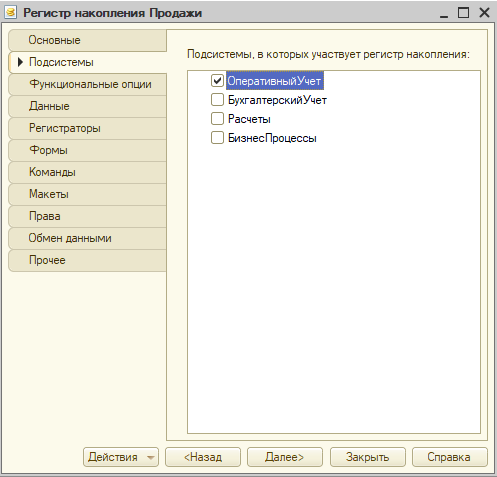 Регистр накопления Продажи
Основные
Подсистемы
Функциональные опции
Данные
Регистраторы
Формы
Команды
Макеты
Права
Обмен данными
Прочее
Подсистемы, в которых участвует регистр накопления:
ОперативныйУчет
БухгалтерскийУчет
Расчеты
БизнесПроцессы
Действия
<Назад
Далее>
Закрыть
Справка